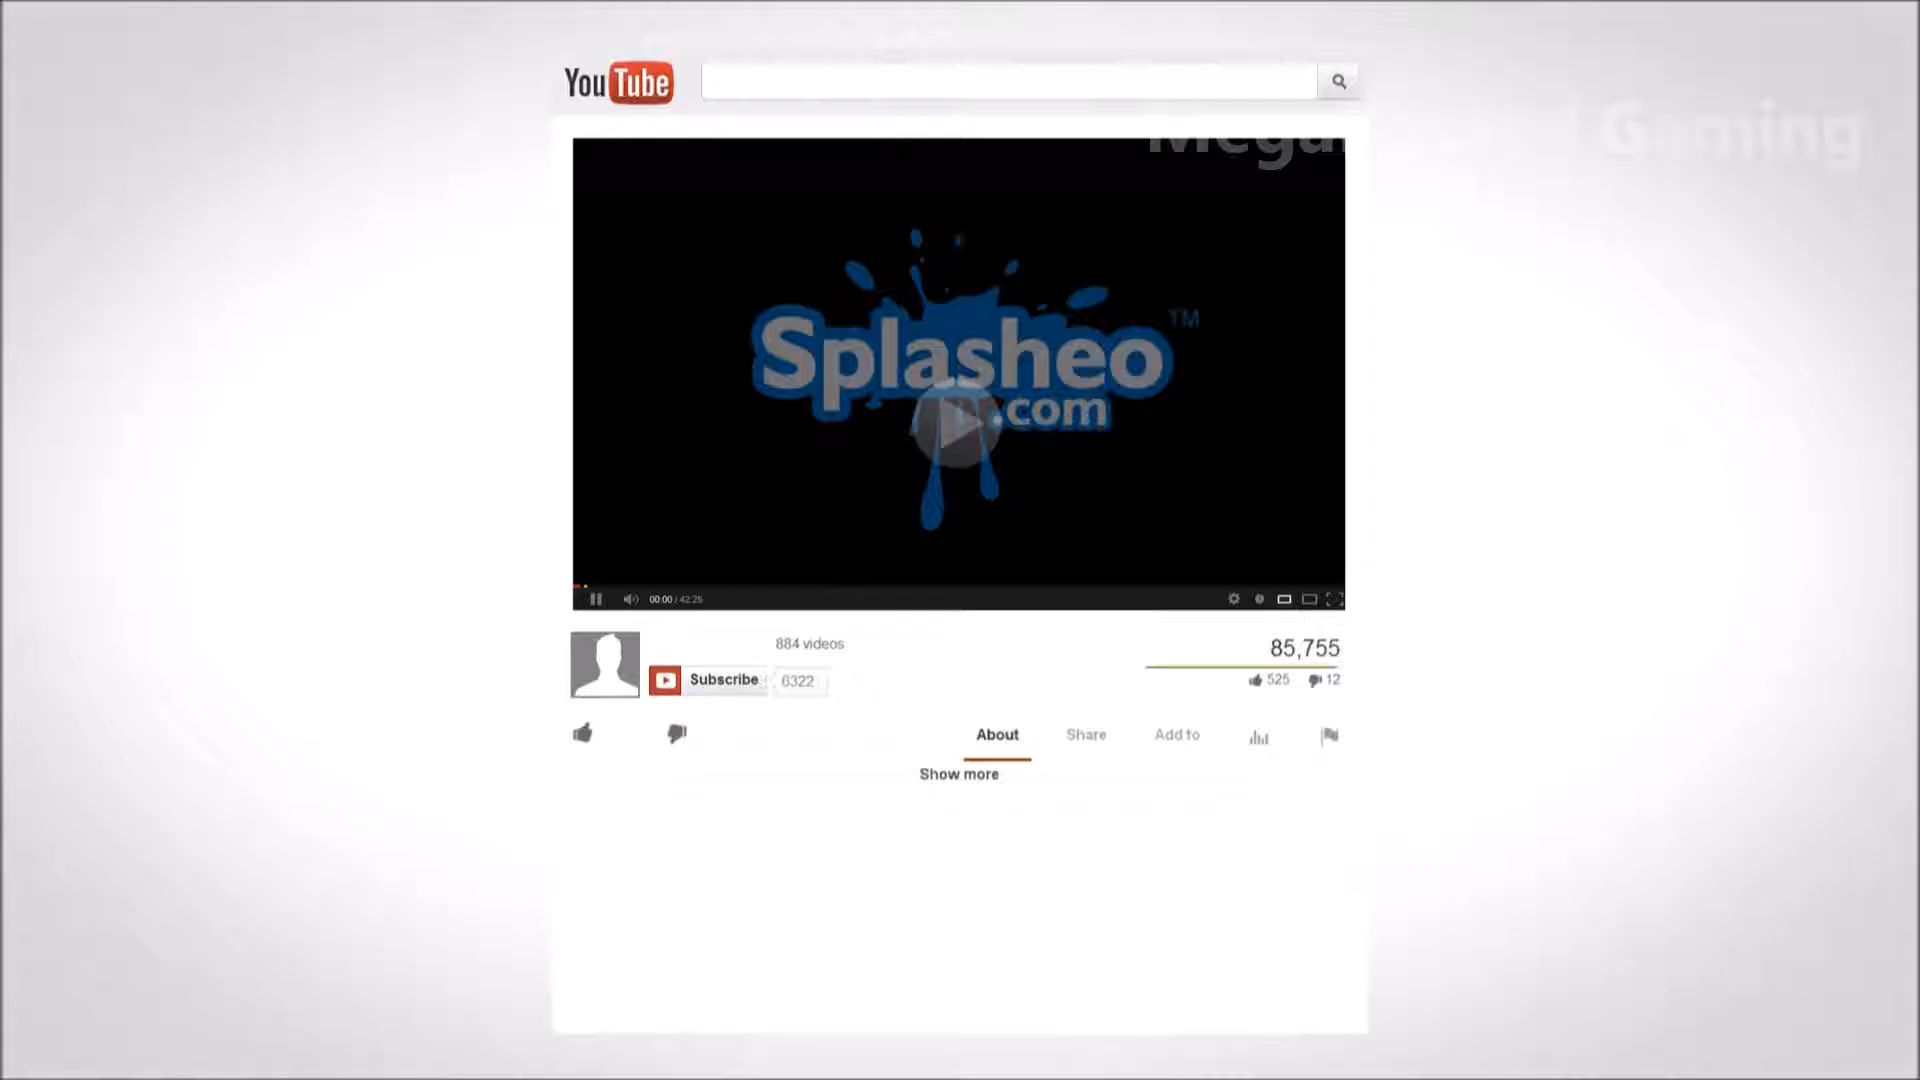 YouTube
Gaming
Splasheo
TM
.com
00:00 / 42:25
884 videos
85,755
Subscribe
6322
525
12
About
Share
Add to
Show more